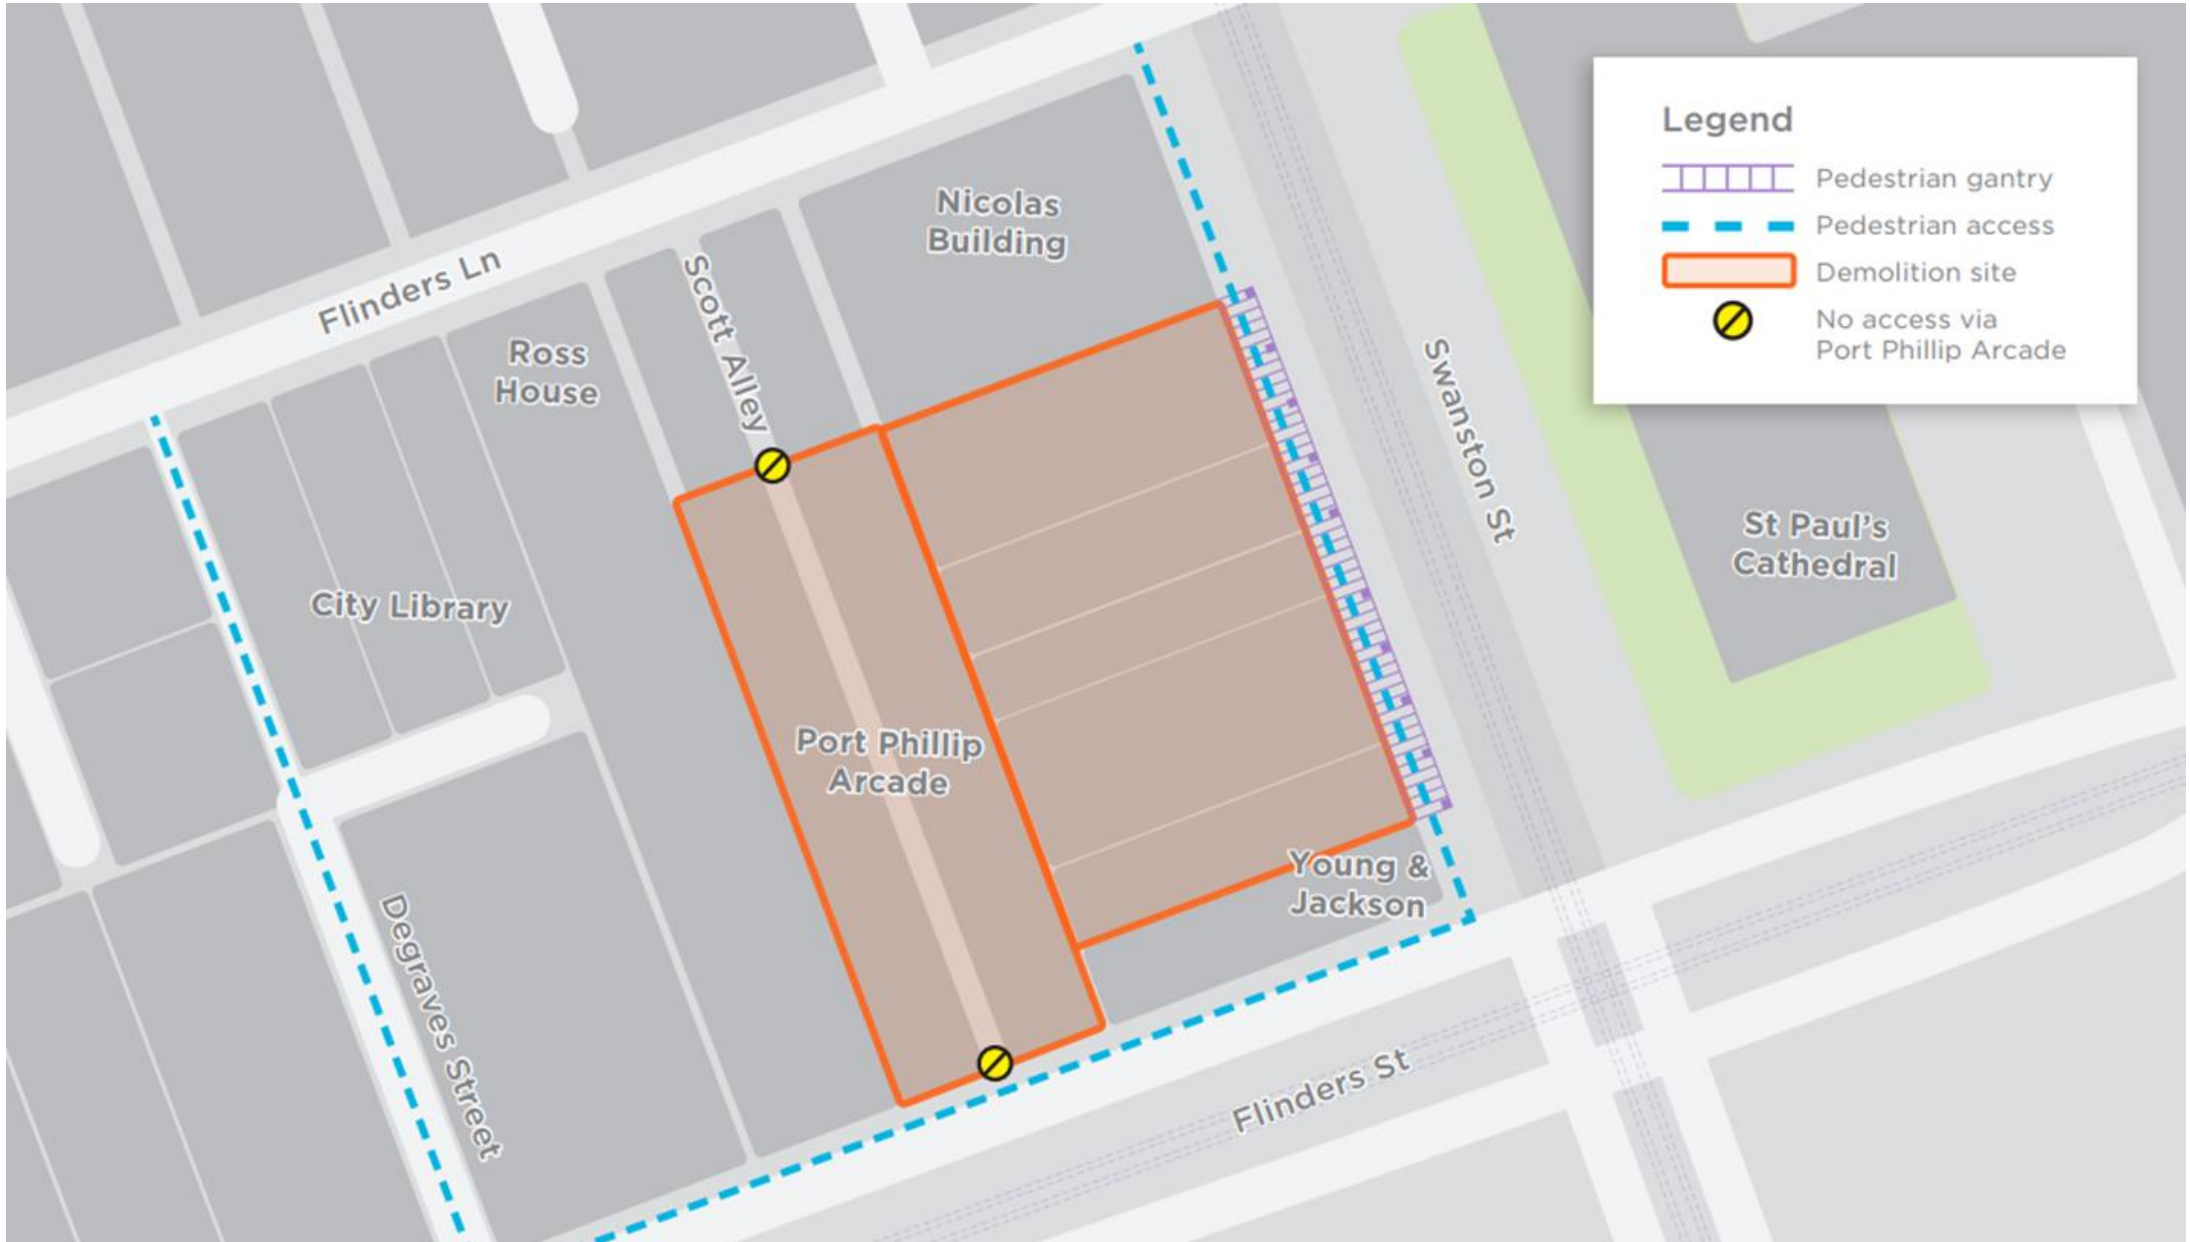 Legend
Pedestrian gantry
Pedestrian access
Demolition site
No access via
Port Phillip Arcade
Nicolas
Building
Scott Alley
Flinders Ln
Ross
House
Swanston St
St Paul's
Cathedral
City Library
Port Phillip
Arcade
Young &
Jackson
Degraves Street
Flinders St